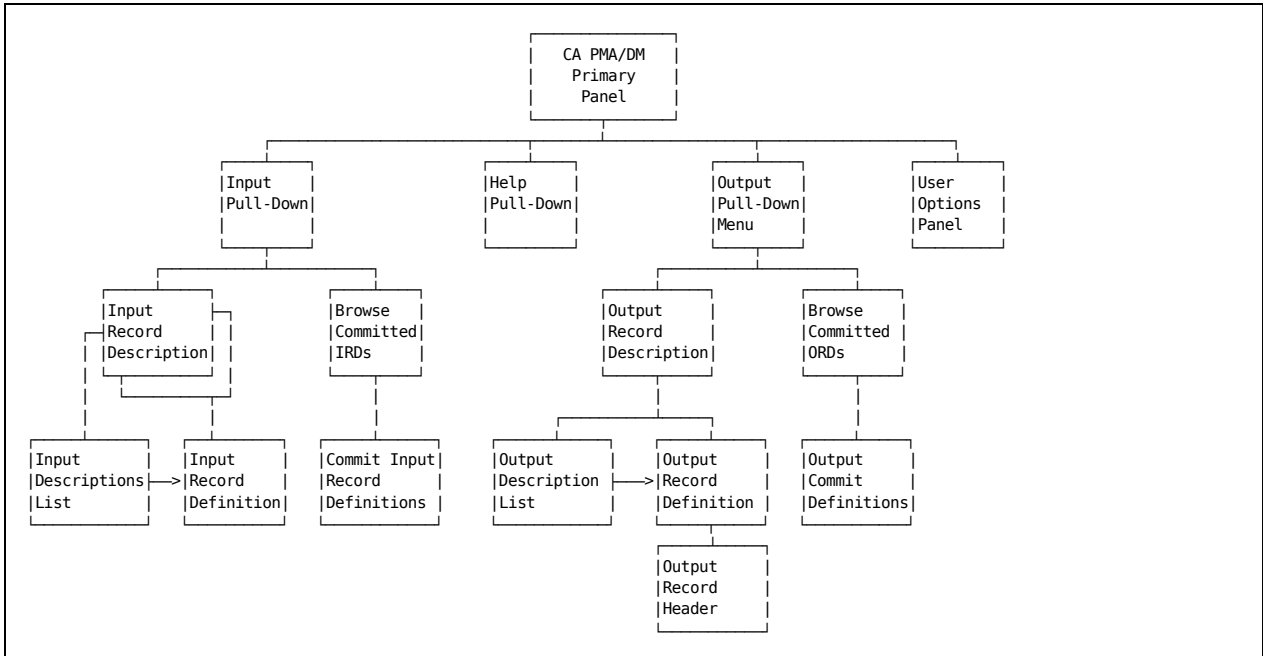 CA PMA/DM
Primary
Panel
Input
Pull-Down
Help
Pull-Down
Output
Pull-Down
Menu
User
Options
Panel
Input
Record
Description
Browse
Committed
IRDs
Output
Record
Description
Browse
Committed
ORDs
Input
Descriptions
List
Input
Record
Definition
Commit Input
Record
Definitions
Output
Description
List
Output
Record
Definition
Output
Commit
Definitions
Output
Record
Header